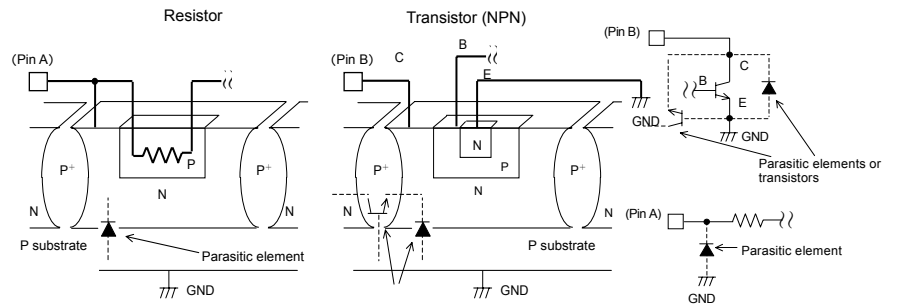 Resistor
(Pin A)
P+
P
P+
N
N
N
P substrate
Parasitic element
GND
Transistor (NPN)
(Pin B)
C
B
E
GND
P+
N
P
P+
N
N
N
P substrate
GND
(Pin B)
C
B
E
GND
Parasitic elements or
transistors
(Pin A)
Parasitic element
GND